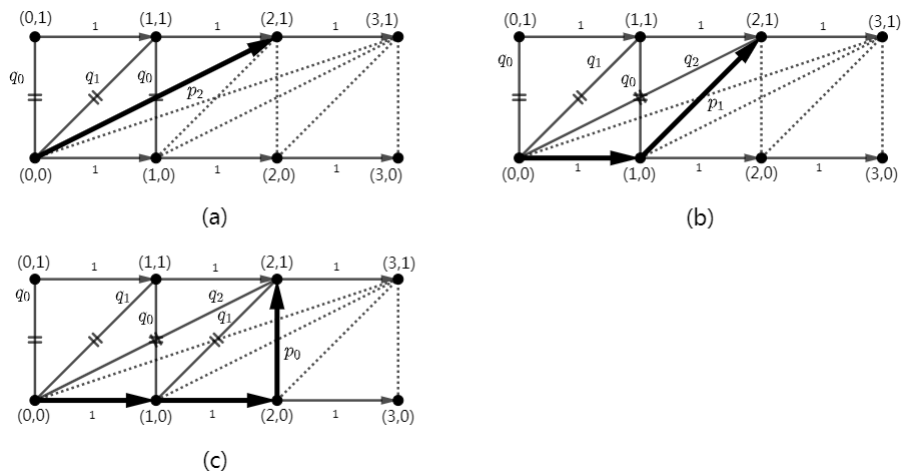 (0,1) 1 (1,1) 1 (2,1) 1 (3,1)
q₀ q₁ q₀ p₂
(0,0) 1 (1,0) 1 (2,0) 1 (3,0)
(a)
(0,1) 1 (1,1) 1 (2,1) 1 (3,1)
q₀ q₁ q₀ q₂ p₁
(0,0) 1 (1,0) 1 (2,0) 1 (3,0)
(b)
(0,1) 1 (1,1) 1 (2,1) 1 (3,1)
q₀ q₁ q₀ q₂ q₁ p₀
(0,0) 1 (1,0) 1 (2,0) 1 (3,0)
(c)